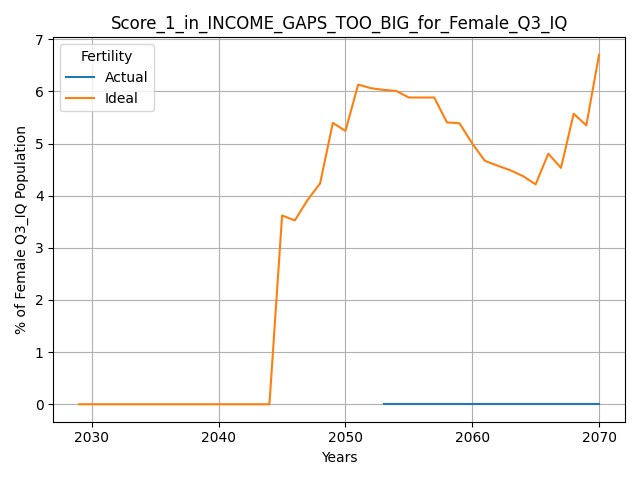 Score_1_in_INCOME_GAPS_TOO_BIG_for_Female_Q3_IQ
Fertility
Actual
Ideal
% of Female Q3_IQ Population
7
6
5
4
3
2
1
0
2030 2040 2050 2060 2070
Years